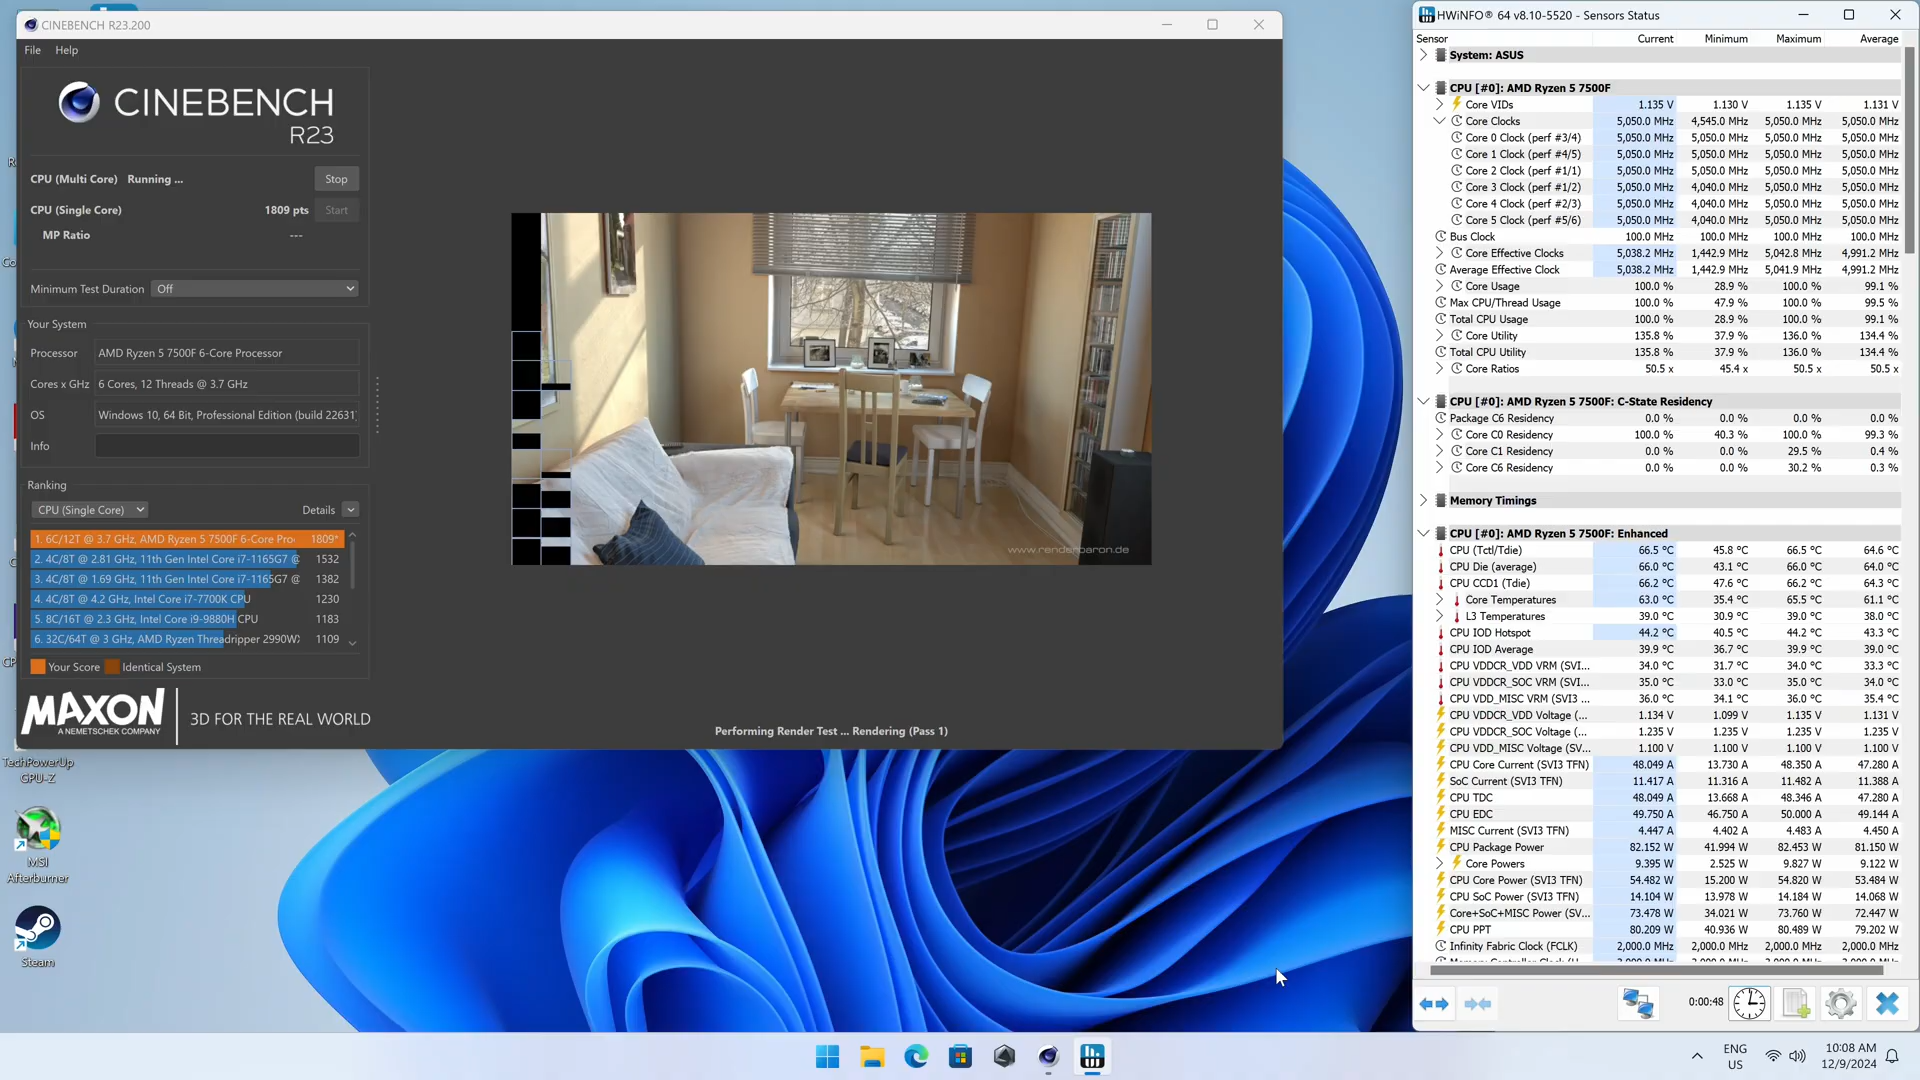 CINEBENCH R23.200
File Help
CINEBENCH
R23
CPU (Multi Core) Running ... Stop
CPU (Single Core) 1809 pts Start
MP Ratio ---
Minimum Test Duration Off
Your System
Processor AMD Ryzen 5 7500F 6-Core Processor
Cores x GHz 6 Cores, 12 Threads @ 3.7 GHz
OS Windows 10, 64 Bit, Professional Edition (build 22631)
Info
Ranking
CPU (Single Core) Details
1. 6C/12T @ 3.7 GHz, AMD Ryzen 5 7500F 6-Core Pro 1809*
2. 4C/8T @ 2.81 GHz, 11th Gen Intel Core i7-1165G7 @ 1532
3. 4C/8T @ 1.69 GHz, 11th Gen Intel Core i7-1165G7 @ 1382
4. 4C/8T @ 4.2 GHz, Intel Core i7-7700K CPU 1230
5. 8C/16T @ 2.3 GHz, Intel Core i9-9880H CPU 1183
6. 32C/64T @ 3 GHz, AMD Ryzen Threadripper 2990WX 1109
Your Score Identical System
MAXON
A NEMETSCHEK COMPANY
3D FOR THE REAL WORLD
www.renderbaron.de
Performing Render Test ... Rendering (Pass 1)
TechPowerUp
GPU-Z
MSI
Afterburner
Steam
HWiNFO® 64 v8.10-5520 - Sensors Status
Sensor Current Minimum Maximum Average
System: ASUS
CPU [#0]: AMD Ryzen 5 7500F
Core VIDs 1.135 V 1.130 V 1.135 V 1.131 V
Core Clocks 5,050.0 MHz 4,545.0 MHz 5,050.0 MHz 5,050.0 MHz
Core 0 Clock (perf #3/4) 5,050.0 MHz 5,050.0 MHz 5,050.0 MHz 5,050.0 MHz
Core 1 Clock (perf #4/5) 5,050.0 MHz 5,050.0 MHz 5,050.0 MHz 5,050.0 MHz
Core 2 Clock (perf #1/1) 5,050.0 MHz 5,050.0 MHz 5,050.0 MHz 5,050.0 MHz
Core 3 Clock (perf #1/2) 5,050.0 MHz 4,040.0 MHz 5,050.0 MHz 5,050.0 MHz
Core 4 Clock (perf #2/3) 5,050.0 MHz 4,040.0 MHz 5,050.0 MHz 5,050.0 MHz
Core 5 Clock (perf #5/6) 5,050.0 MHz 4,040.0 MHz 5,050.0 MHz 5,050.0 MHz
Bus Clock 100.0 MHz 100.0 MHz 100.0 MHz 100.0 MHz
Core Effective Clocks 5,038.2 MHz 1,442.9 MHz 5,042.8 MHz 4,991.2 MHz
Average Effective Clock 5,038.2 MHz 1,442.9 MHz 5,041.9 MHz 4,991.2 MHz
Core Usage 100.0 % 28.9 % 100.0 % 99.1 %
Max CPU/Thread Usage 100.0 % 47.9 % 100.0 % 99.5 %
Total CPU Usage 100.0 % 28.9 % 100.0 % 99.1 %
Core Utility 135.8 % 37.9 % 136.0 % 134.4 %
Total CPU Utility 135.8 % 37.9 % 136.0 % 134.4 %
Core Ratios 50.5 x 45.4 x 50.5 x 50.5 x
CPU [#0]: AMD Ryzen 5 7500F: C-State Residency
Package C6 Residency 0.0 % 0.0 % 0.0 % 0.0 %
Core C0 Residency 100.0 % 40.3 % 100.0 % 99.3 %
Core C1 Residency 0.0 % 0.0 % 29.5 % 0.4 %
Core C6 Residency 0.0 % 0.0 % 30.2 % 0.3 %
Memory Timings
CPU [#0]: AMD Ryzen 5 7500F: Enhanced
CPU (Tctl/Tdie) 66.5 °C 45.8 °C 66.5 °C 64.6 °C
CPU Die (average) 66.0 °C 43.1 °C 66.0 °C 64.0 °C
CPU CCD1 (Tdie) 66.2 °C 47.6 °C 66.2 °C 64.3 °C
Core Temperatures 63.0 °C 35.4 °C 65.5 °C 61.1 °C
L3 Temperatures 39.0 °C 30.9 °C 39.0 °C 38.0 °C
CPU IOD Hotspot 44.2 °C 40.5 °C 44.2 °C 43.3 °C
CPU IOD Average 39.9 °C 36.7 °C 39.9 °C 39.0 °C
CPU VDDCR_VDD VRM (SVI... 34.0 °C 31.7 °C 34.0 °C 33.3 °C
CPU VDDCR_SOC VRM (SVI... 35.0 °C 33.0 °C 35.0 °C 34.0 °C
CPU VDD_MISC VRM (SVI3 ... 36.0 °C 34.1 °C 36.0 °C 35.4 °C
CPU VDDCR_VDD Voltage (... 1.134 V 1.099 V 1.135 V 1.131 V
CPU VDDCR_SOC Voltage (... 1.235 V 1.235 V 1.235 V 1.235 V
CPU VDD_MISC Voltage (SV... 1.100 V 1.100 V 1.100 V 1.100 V
CPU Core Current (SVI3 TFN) 48.049 A 13.730 A 48.350 A 47.280 A
SoC Current (SVI3 TFN) 11.417 A 11.316 A 11.482 A 11.388 A
CPU TDC 48.049 A 13.668 A 48.346 A 47.280 A
CPU EDC 49.750 A 46.750 A 50.000 A 49.144 A
MISC Current (SVI3 TFN) 4.447 A 4.402 A 4.483 A 4.450 A
CPU Package Power 82.152 W 41.994 W 82.453 W 81.150 W
Core Powers 9.395 W 2.525 W 9.827 W 9.122 W
CPU Core Power (SVI3 TFN) 54.482 W 15.200 W 54.820 W 53.484 W
CPU SoC Power (SVI3 TFN) 14.104 W 13.978 W 14.184 W 14.068 W
Core+SoC+MISC Power (SV... 73.478 W 34.021 W 73.760 W 72.447 W
CPU PPT 80.209 W 40.936 W 80.489 W 79.202 W
Infinity Fabric Clock (FCLK) 2,000.0 MHz 2,000.0 MHz 2,000.0 MHz 2,000.0 MHz
0:00:48
ENG
US
10:08 AM
12/9/2024